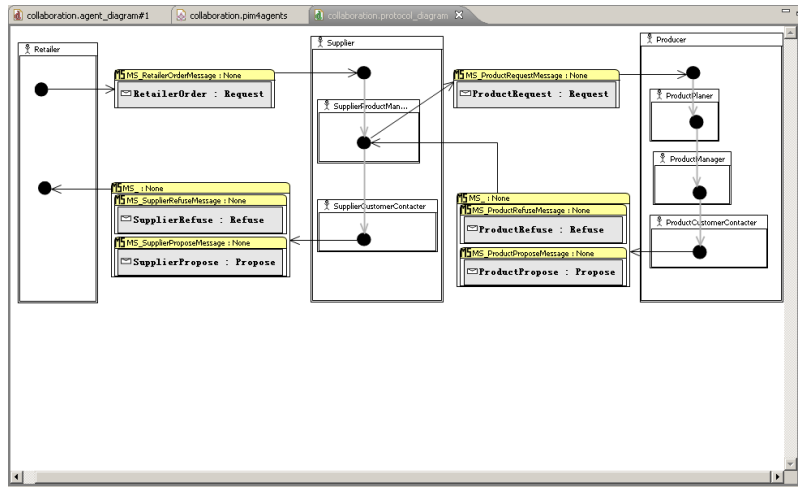 collaboration.agent_diagram#1
collaboration.pim4agents
collaboration.protocol_diagram
Retailer
MS_RetailerOrderMessage : None
RetailerOrder : Request
Supplier
SupplierProductMan...
SupplierCustomerContacter
MS_ProductRequestMessage : None
ProductRequest : Request
Producer
ProductPlaner
ProductManager
ProductCustomerContacter
MS_ : None
MS_SupplierRefuseMessage : None
SupplierRefuse : Refuse
MS_SupplierProposeMessage : None
SupplierPropose : Propose
MS_ : None
MS_ProductRefuseMessage : None
ProductRefuse : Refuse
MS_ProductProposeMessage : None
ProductPropose : Propose